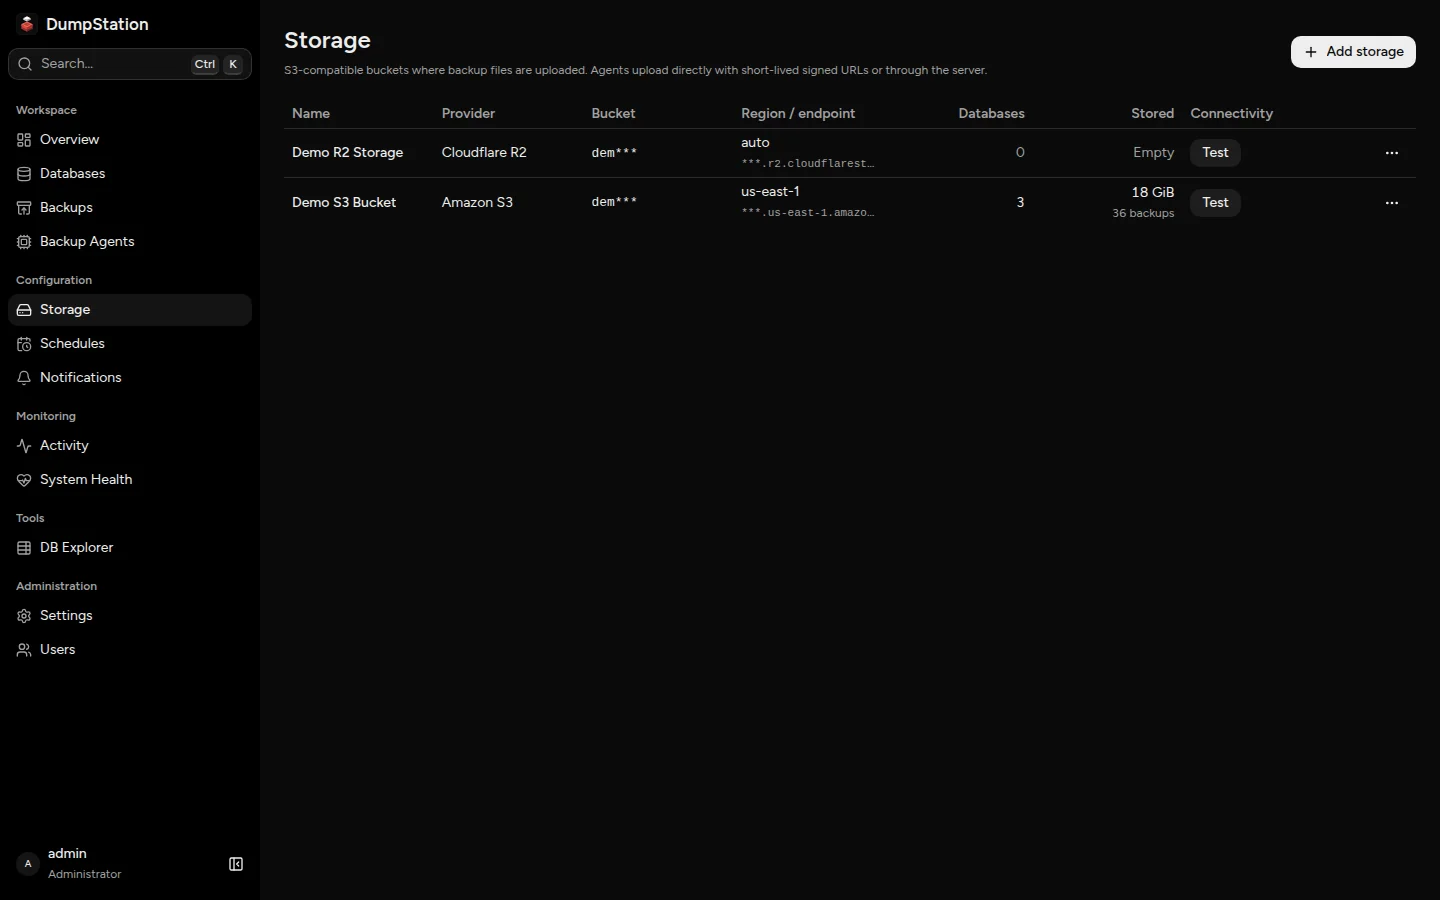 DumpStation
Search...
Ctrl K
Workspace
Overview
Databases
Backups
Backup Agents
Configuration
Storage
Schedules
Notifications
Monitoring
Activity
System Health
Tools
DB Explorer
Administration
Settings
Users
A
admin
Administrator
Storage
S3-compatible buckets where backup files are uploaded. Agents upload directly with short-lived signed URLs or through the server.
Add storage
Name Provider Bucket Region / endpoint Databases Stored Connectivity
Demo R2 Storage Cloudflare R2 dem*** auto 0 Empty Test
***.r2.cloudflarest…
Demo S3 Bucket Amazon S3 dem*** us-east-1 3 18 GiB Test
***.us-east-1.amazo… 36 backups